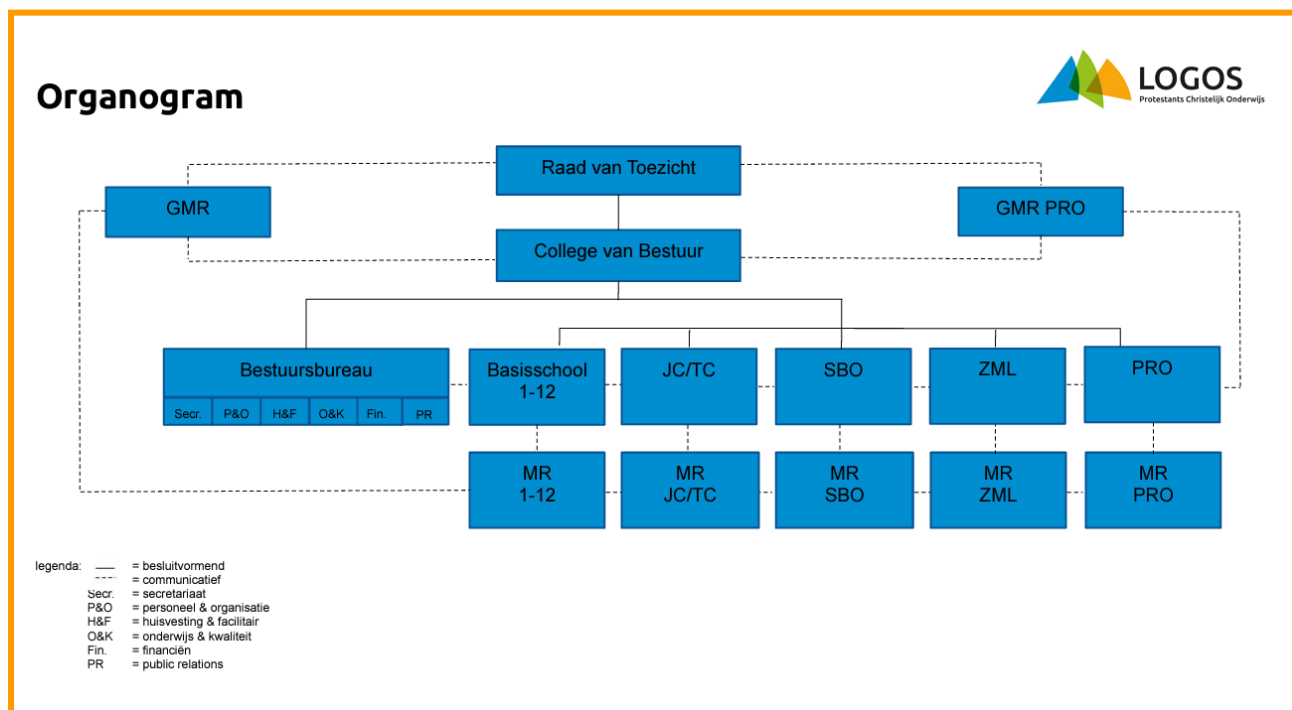 Organogram
LOGOS
Protestants Christelijk Onderwijs
Raad van Toezicht
GMR
GMR PRO
College van Bestuur
Bestuursbureau
Secr.
P&O
H&F
O&K
Fin.
PR
Basisschool
1-12
JC/TC
SBO
ZML
PRO
MR
1-12
MR
JC/TC
MR
SBO
MR
ZML
MR
PRO
legenda: = besluitvormend
= communicatief
Secr. = secretariaat
P&O = personeel & organisatie
H&F = huisvesting & facilitair
O&K = onderwijs & kwaliteit
Fin. = financiën
PR = public relations